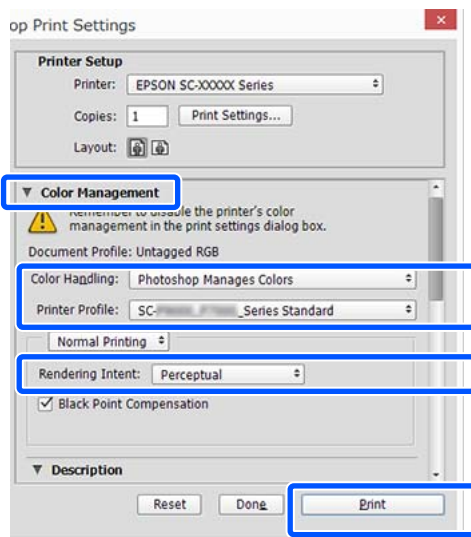 op Print Settings
Printer Setup
Printer: EPSON SC-XXXXX Series
Copies: 1 Print Settings...
Layout:
Color Management
Remember to disable the printer's color
management in the print settings dialog box.
Document Profile: Untagged RGB
Color Handling: Photoshop Manages Colors
Printer Profile: SC- _Series Standard
Normal Printing
Rendering Intent: Perceptual
Black Point Compensation
Description
Reset Done Print